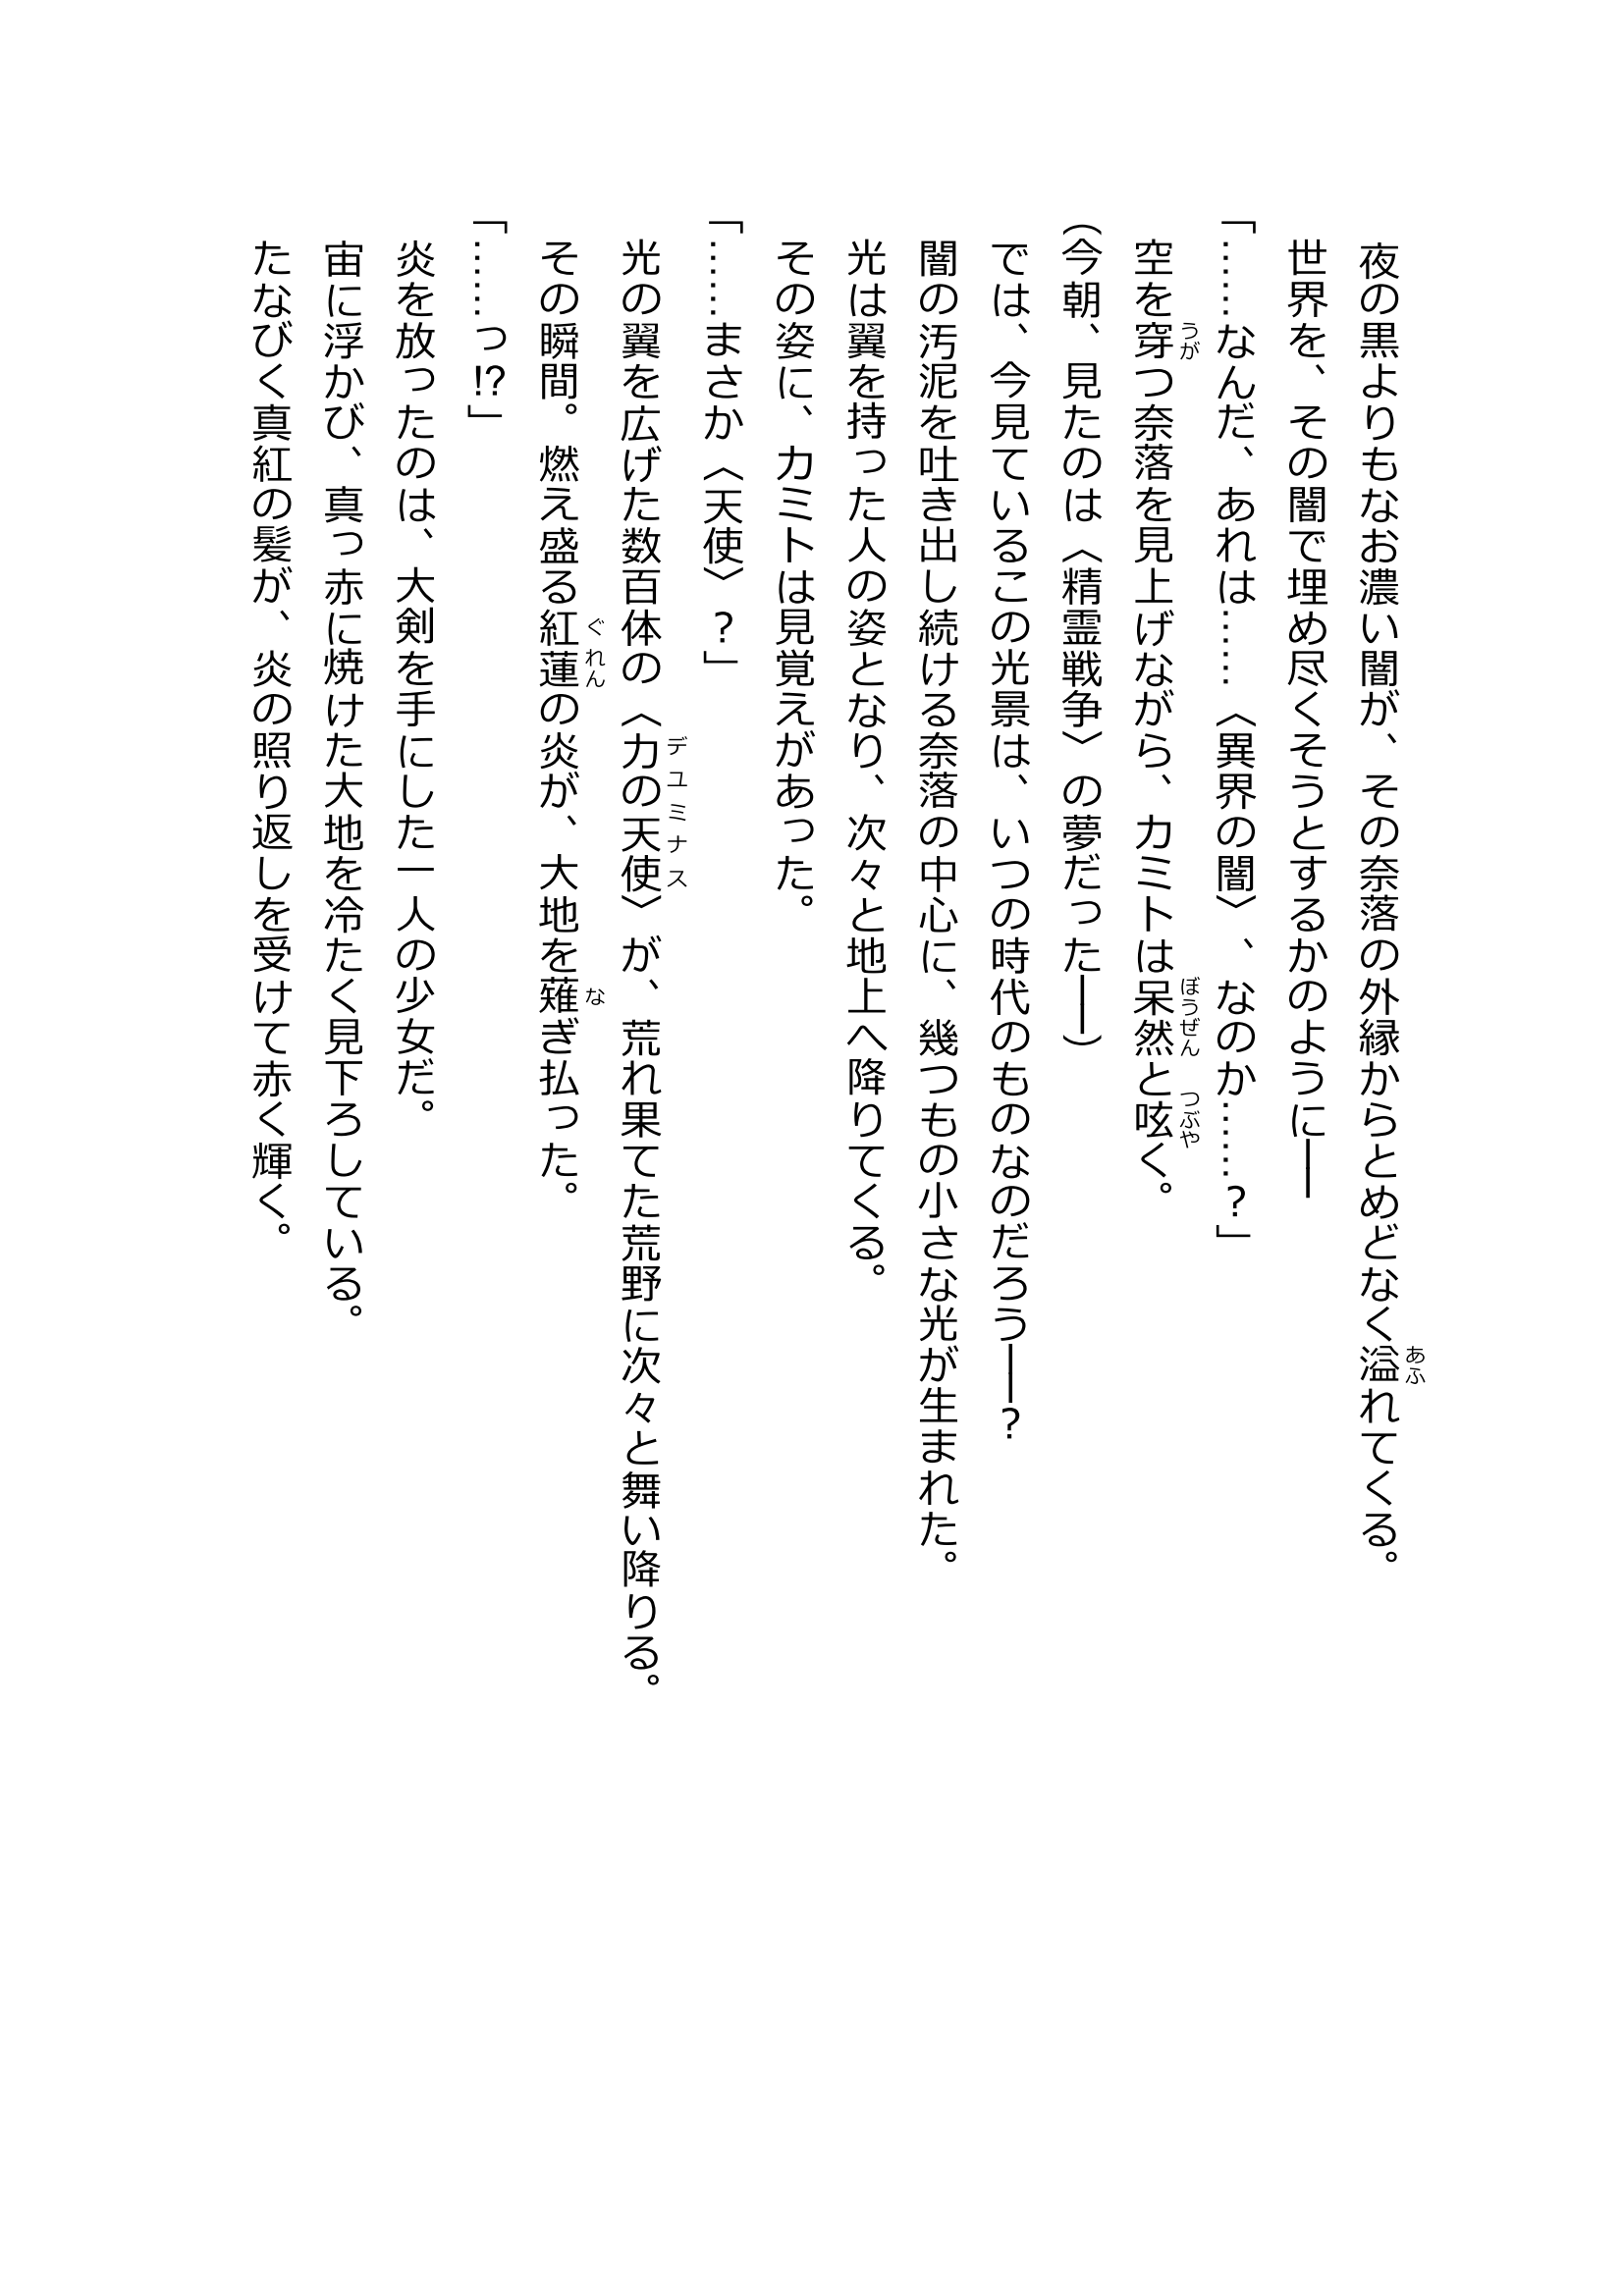 夜の黒よりもなお濃い闇が、その奈落の外縁からとめどなく溢れてくる。
世界を、その闇で埋め尽くそうとするかのように──
「……なんだ、あれは……〈異界の闇〉、なのか……?」
空を穿つ奈落を見上げながら、カミトは呆然と呟く。
(今朝、見たのは〈精霊戦争〉の夢だった──)
では、今見ているこの光景は、いつの時代のものなのだろう──?
闇の汚泥を吐き出し続ける奈落の中心に、幾つもの小さな光が生まれた。
光は翼を持った人の姿となり、次々と地上へ降りてくる。
その姿に、カミトは見覚えがあった。
「……まさか〈天使〉?」
光の翼を広げた数百体の〈力の天使〉が、荒れ果てた荒野に次々と舞い降りる。
その瞬間。燃え盛る紅蓮の炎が、大地を薙ぎ払った。
「……っ⁉」
炎を放ったのは、大剣を手にした一人の少女だ。
宙に浮かび、真っ赤に焼けた大地を冷たく見下ろしている。
たなびく真紅の髪が、炎の照り返しを受けて赤く輝く。